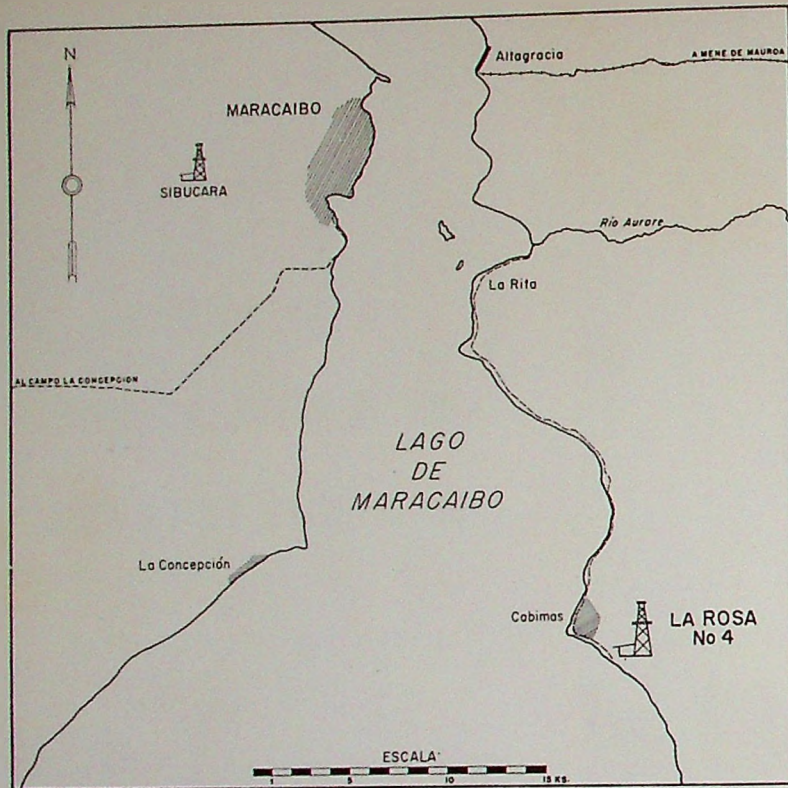 N
Altagracia
A MENE DE MAUROA
MARACAIBO
SIBUCARA
Río Aurare
La Rita
AL CAMPO LA CONCEPCION
LAGO
DE
MARACAIBO
La Concepción
Cabimas
LA ROSA
No 4
ESCALA
1 5 10 15 KS.